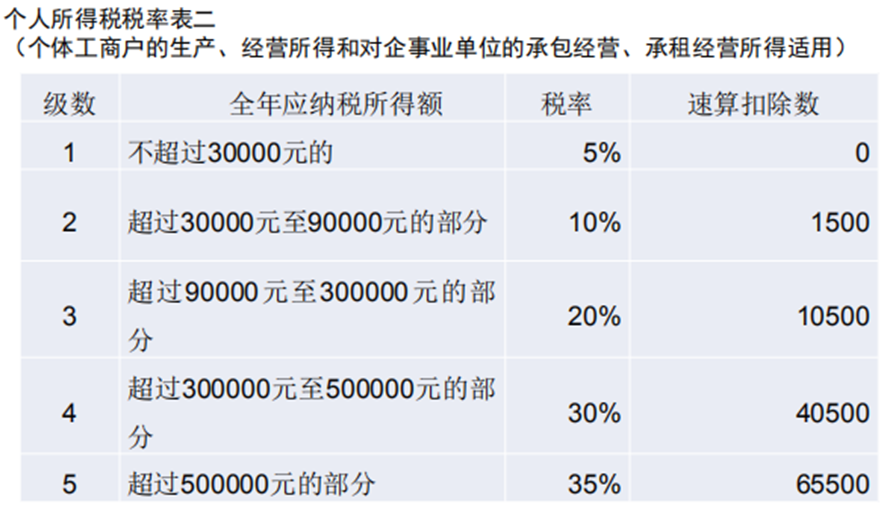 个人所得税税率表二
（个体工商户的生产、经营所得和对企事业单位的承包经营、承租经营所得适用）
级数 全年应纳税所得额 税率 速算扣除数
1 不超过30000元的 5% 0
2 超过30000元至90000元的部分 10% 1500
超过90000元至300000元的部
3 20% 10500
分
超过300000元至500000元的部
4 30% 40500
分
5 超过500000元的部分 35% 65500